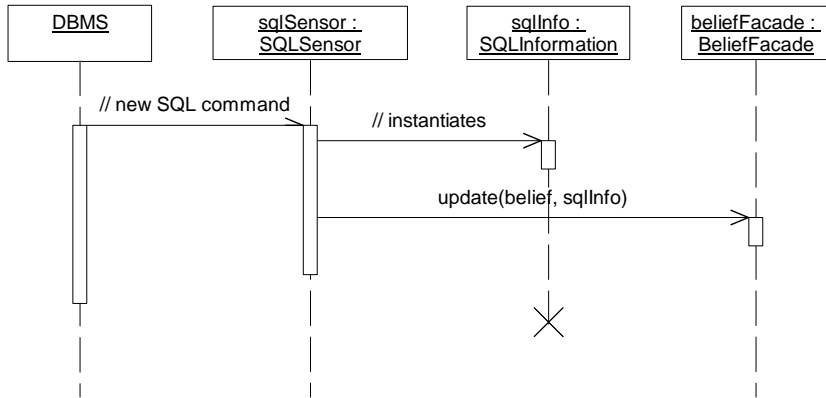 DBMS
sqlSensor :
SQLSensor
sqlInfo :
SQLInformation
beliefFacade :
BeliefFacade
// new SQL command
// instantiates
update(belief, sqlInfo)